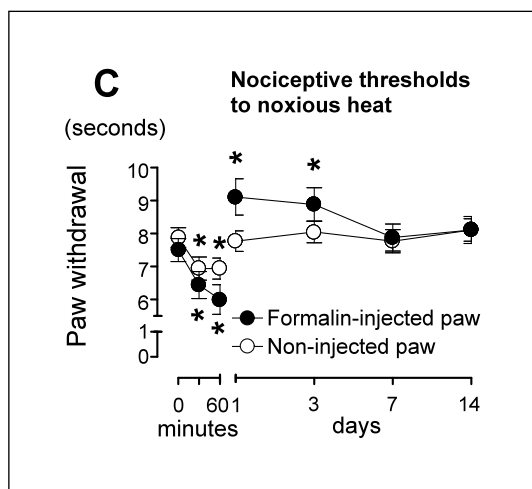 C
Nociceptive thresholds
to noxious heat
(seconds)
Paw withdrawal
10
9
8
7
6
1
0
* * * * * *
Formalin-injected paw
Non-injected paw
0 60 1 3 7 14
minutes days